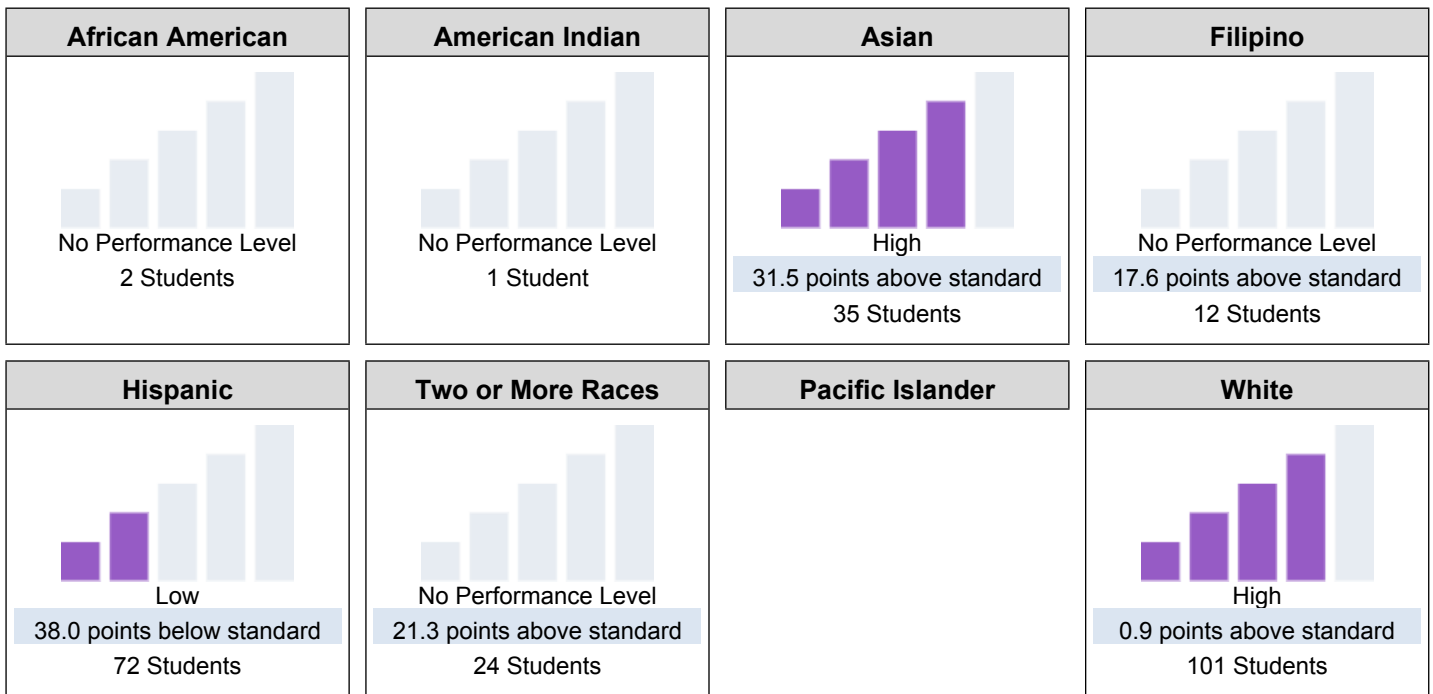 African American
No Performance Level
2 Students
American Indian
No Performance Level
1 Student
Asian
High
31.5 points above standard
35 Students
Filipino
No Performance Level
17.6 points above standard
12 Students
Hispanic
Low
38.0 points below standard
72 Students
Two or More Races
No Performance Level
21.3 points above standard
24 Students
Pacific Islander
White
High
0.9 points above standard
101 Students